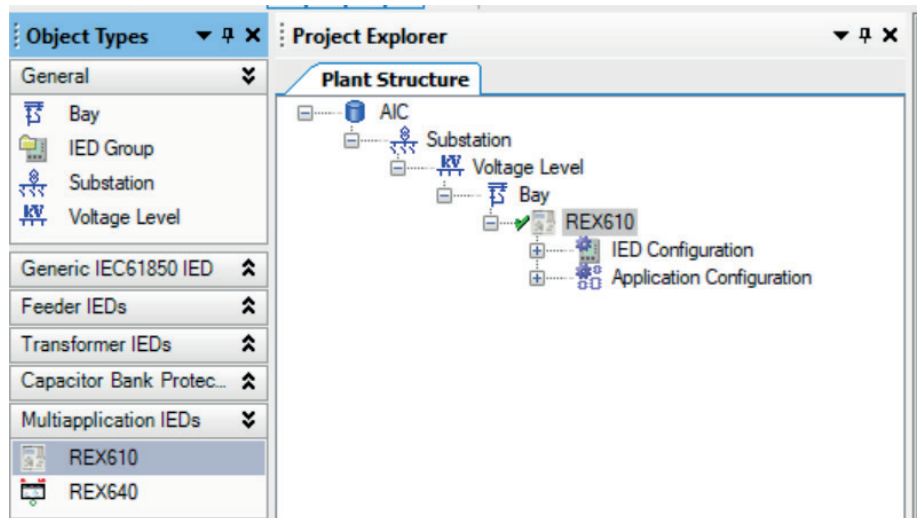 Object Types
General
Bay
IED Group
Substation
Voltage Level
Generic IEC61850 IED
Feeder IEDs
Transformer IEDs
Capacitor Bank Protec...
Multiapplication IEDs
REX610
REX640
Project Explorer
Plant Structure
AIC
Substation
Voltage Level
Bay
REX610
IED Configuration
Application Configuration